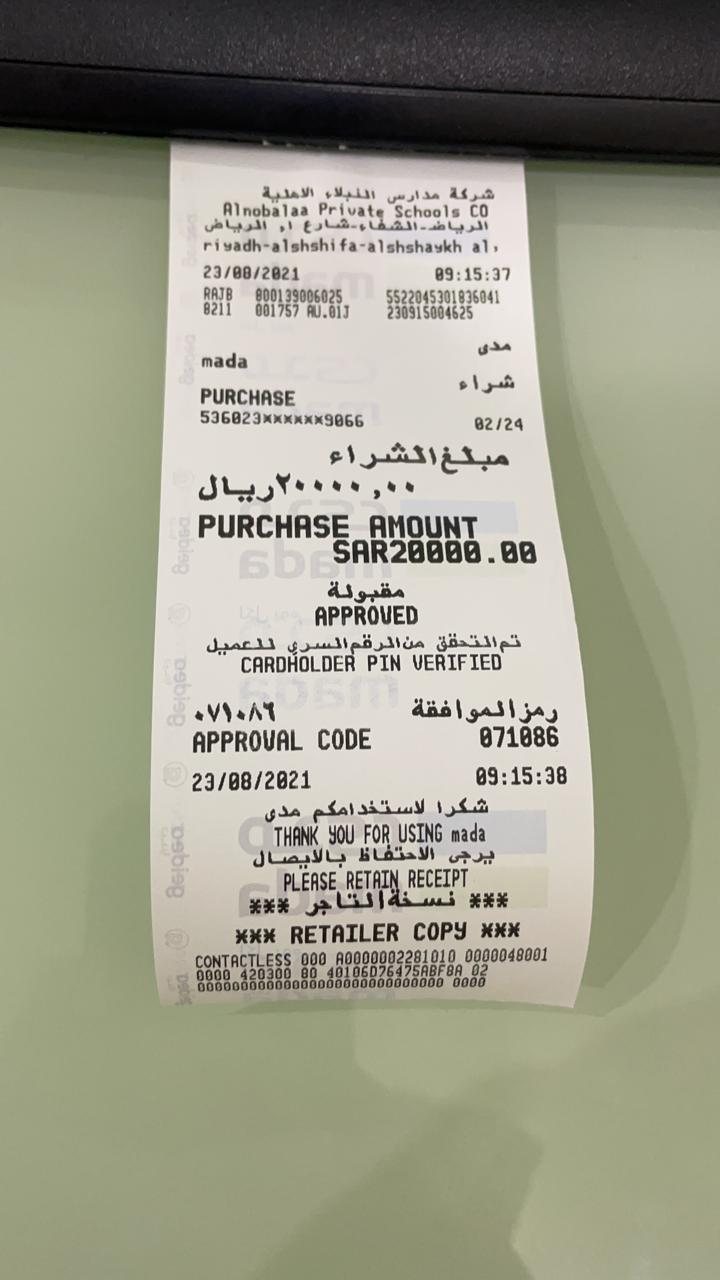 شركة مدارس النبلاء الاهلية
Alnobalaa Private Schools CO
الرياض-الشفاء-شارع ا, الرياض
riyadh-alshshifa-alshshaykh al,
23/08/2021 09:15:37
RAJB 800139006025 5522045301836041
8211 001757 AU.01J 230915004625
مدى
mada
شراء
PURCHASE
536023******9066 02/24
مبلغ الشراء
٢٠٠٠٠,٠٠ ريال
PURCHASE AMOUNT
SAR20000.00
مقبولة
APPROVED
تم التحقق من الرقم السري للعميل
CARDHOLDER PIN VERIFIED
رمز الموافقة ٠٧١٠٨٦
APPROVAL CODE 071086
23/08/2021 09:15:38
شكرا لاستخدامكم مدى
THANK YOU FOR USING mada
يرجى الاحتفاظ بالايصال
PLEASE RETAIN RECEIPT
*** نسخة التاجر ***
*** RETAILER COPY ***
CONTACTLESS 000 A0000002281010 0000048001
0000 420300 80 40106D76475ABF8A 02